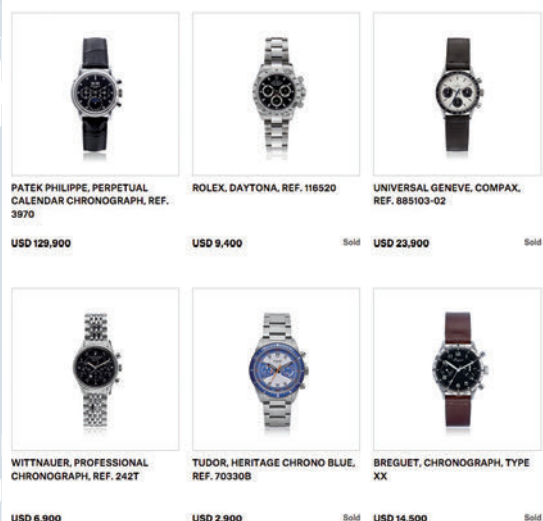 PATEK PHILIPPE, PERPETUAL
CALENDAR CHRONOGRAPH, REF.
3970
USD 129,900
ROLEX, DAYTONA, REF. 116520
USD 9,400
Sold
UNIVERSAL GENEVE, COMPAX,
REF. 885103-02
USD 23,900
Sold
WITTNAUER, PROFESSIONAL
CHRONOGRAPH, REF. 242T
USD 6,900
TUDOR, HERITAGE CHRONO BLUE,
REF. 70330B
USD 2,900
Sold
BREGUET, CHRONOGRAPH, TYPE
XX
USD 14,500
Sold